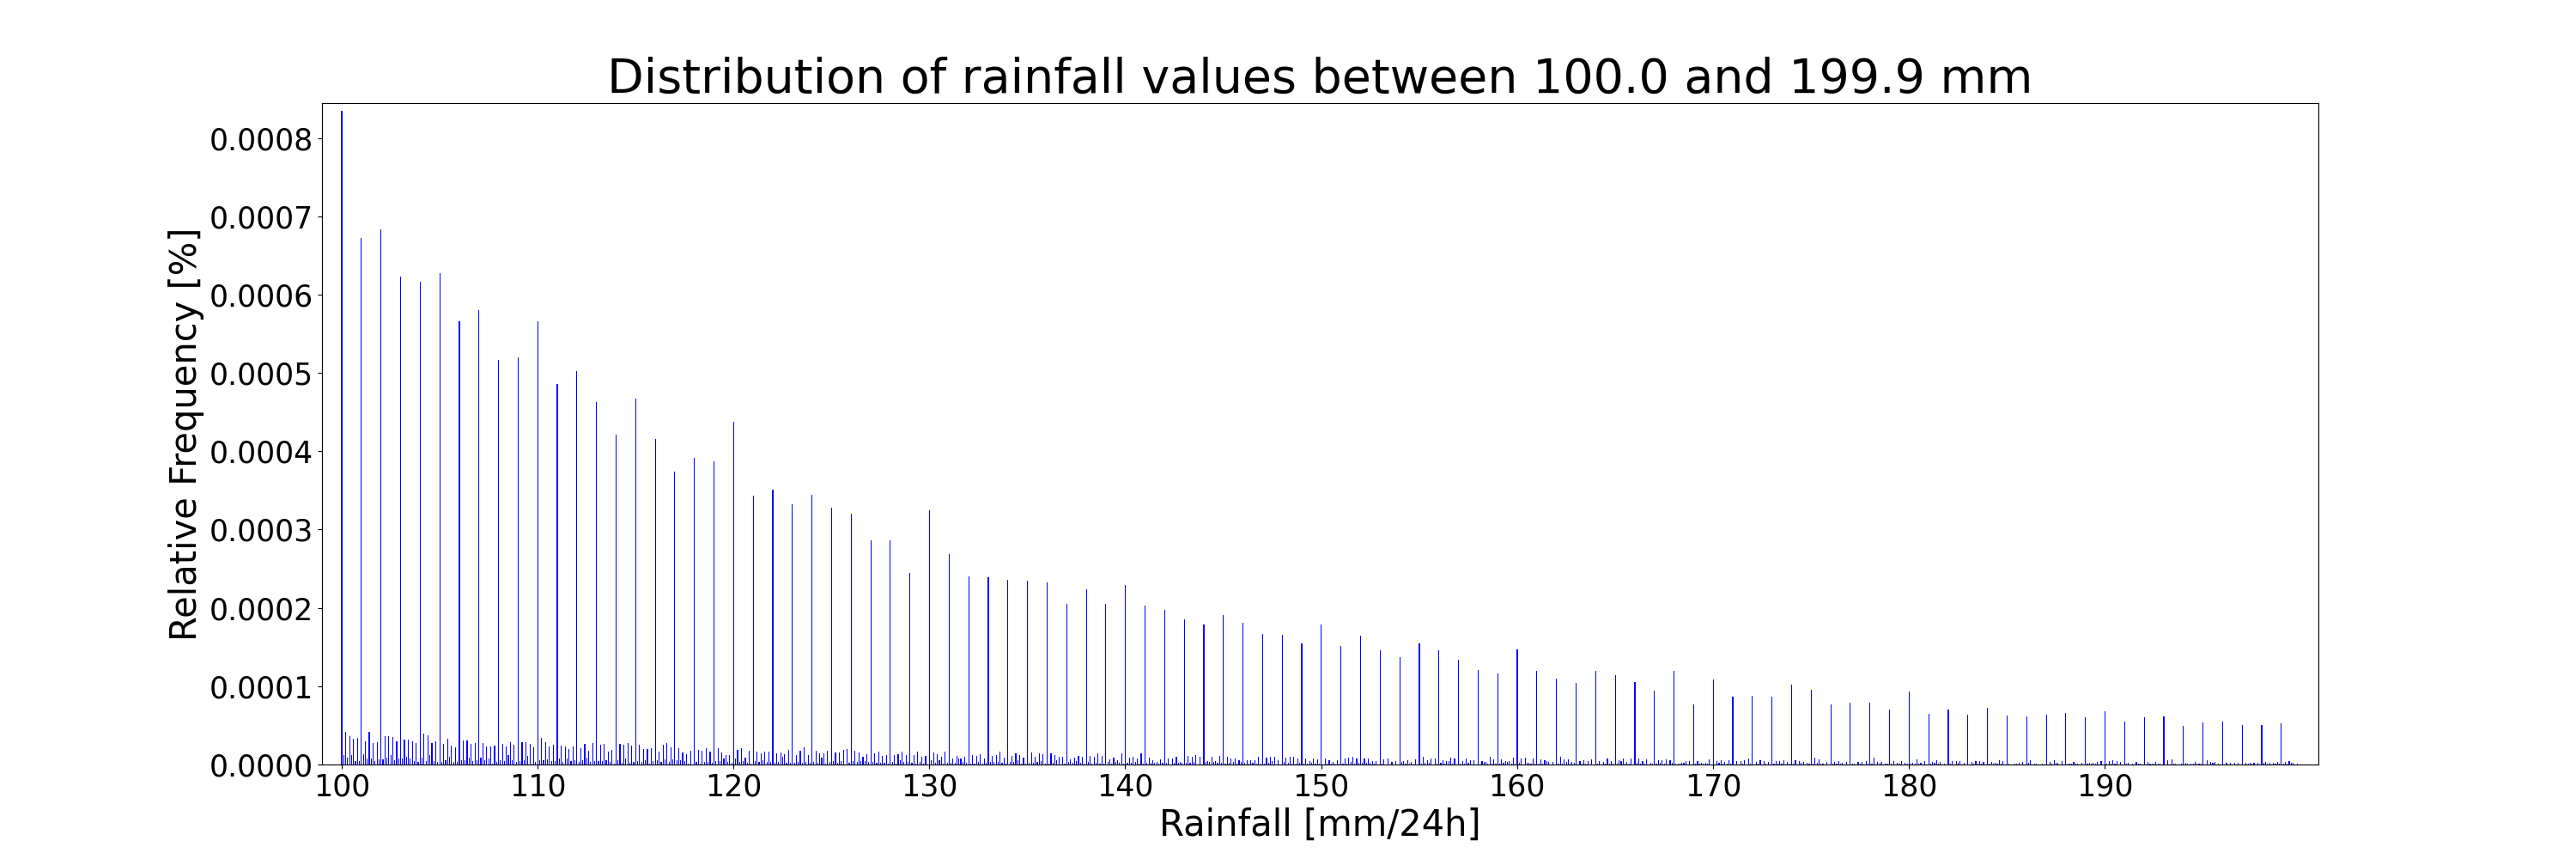 Distribution of rainfall values between 100.0 and 199.9 mm
Relative Frequency [%]
0.0008
0.0007
0.0006
0.0005
0.0004
0.0003
0.0002
0.0001
0.0000
100 110 120 130 140 150 160 170 180 190
Rainfall [mm/24h]